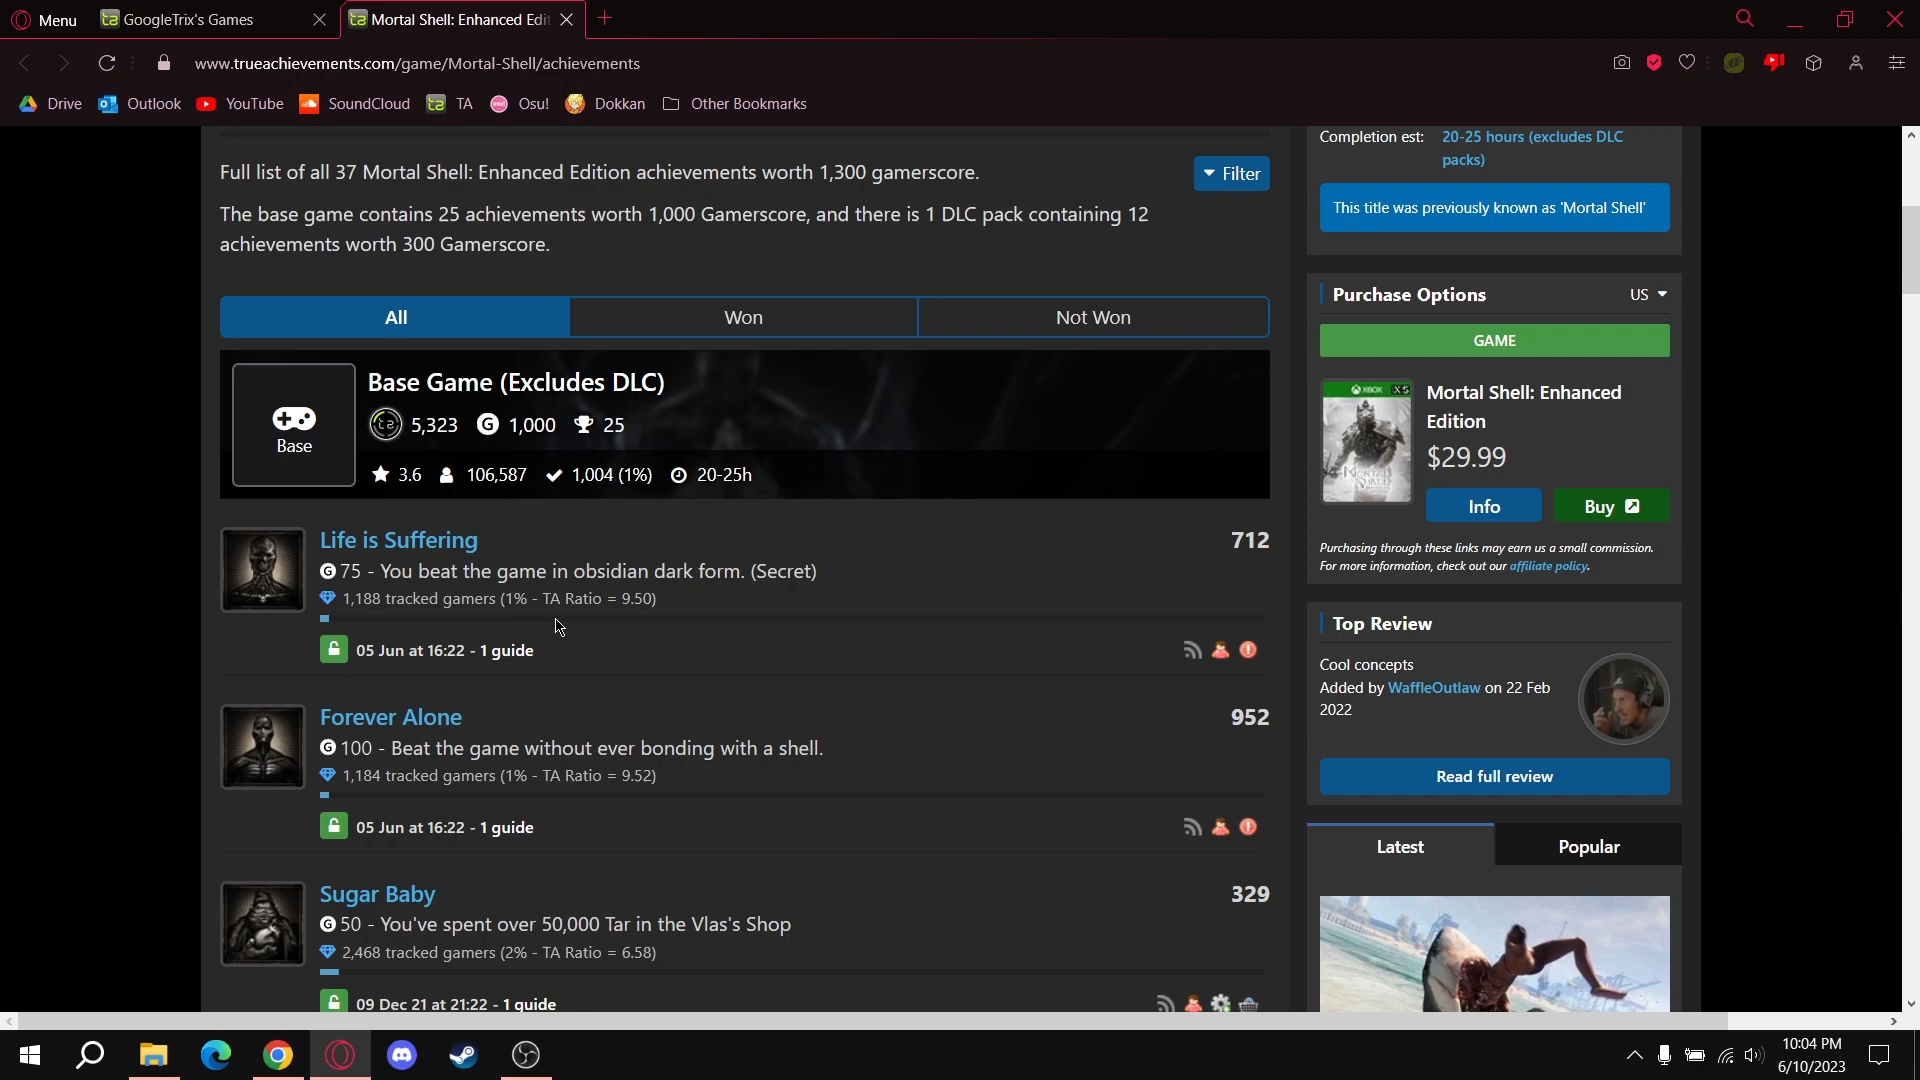 Menu
GoogleTrix's Games
Mortal Shell: Enhanced Edit
www.trueachievements.com/game/Mortal-Shell/achievements
Drive
Outlook
YouTube
SoundCloud
TA
Osu!
Dokkan
Other Bookmarks
Full list of all 37 Mortal Shell: Enhanced Edition achievements worth 1,300 gamerscore.
Filter
The base game contains 25 achievements worth 1,000 Gamerscore, and there is 1 DLC pack containing 12
achievements worth 300 Gamerscore.
All
Won
Not Won
Base
Base Game (Excludes DLC)
5,323 G 1,000 25
3.6 106,587 1,004 (1%) 20-25h
Life is Suffering
712
G 75 - You beat the game in obsidian dark form. (Secret)
1,188 tracked gamers (1% - TA Ratio = 9.50)
05 Jun at 16:22 - 1 guide
Forever Alone
952
G 100 - Beat the game without ever bonding with a shell.
1,184 tracked gamers (1% - TA Ratio = 9.52)
05 Jun at 16:22 - 1 guide
Sugar Baby
329
G 50 - You've spent over 50,000 Tar in the Vlas's Shop
2,468 tracked gamers (2% - TA Ratio = 6.58)
09 Dec 21 at 21:22 - 1 guide
Completion est: 20-25 hours (excludes DLC
packs)
This title was previously known as 'Mortal Shell'
Purchase Options
US
GAME
XBOX X|S
Mortal Shell: Enhanced
Edition
$29.99
Info
Buy
Purchasing through these links may earn us a small commission.
For more information, check out our affiliate policy.
Top Review
Cool concepts
Added by WaffleOutlaw on 22 Feb
2022
Read full review
Latest
Popular
10:04 PM
6/10/2023